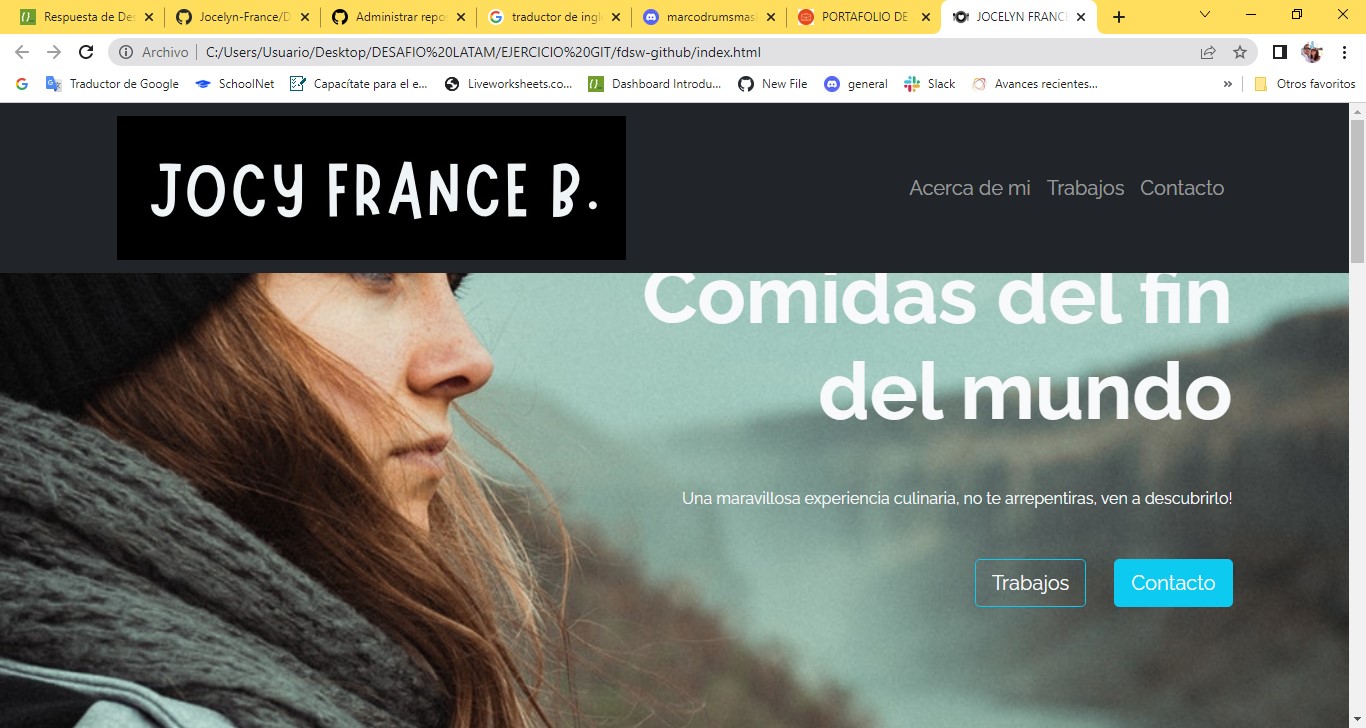 Respuesta de Des
Jocelyn-France/D
Administrar repo
traductor de ingl
marcodrumsmas
PORTAFOLIO DE
JOCELYN FRANC
Archivo
C:/Users/Usuario/Desktop/DESAFIO%20LATAM/EJERCICIO%20GIT/fdsw-github/index.html
Traductor de Google
SchoolNet
Capacítate para el e...
Liveworksheets.co...
Dashboard Introdu...
New File
general
Slack
Avances recientes...
»
Otros favoritos
JOCY FRANCE B.
Acerca de mi
Trabajos
Contacto
Comidas del fin
del mundo
Una maravillosa experiencia culinaria, no te arrepentiras, ven a descubrirlo!
Trabajos
Contacto